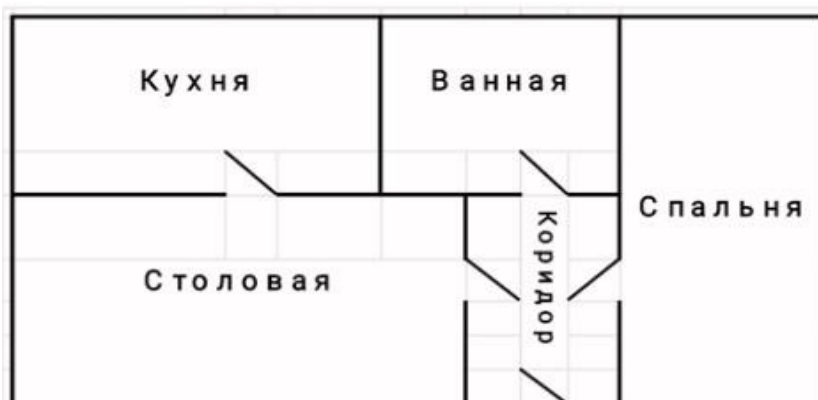 Кухня
Ванная
Спальня
Столовая
Коридор